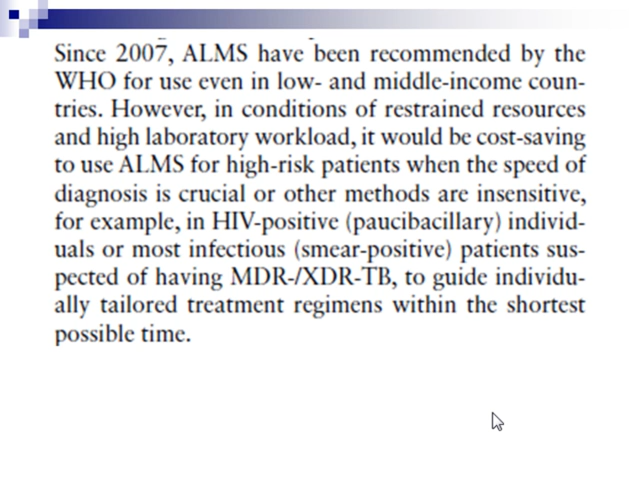 Since 2007, ALMS have been recommended by the
WHO for use even in low- and middle-income coun-
tries. However, in conditions of restrained resources
and high laboratory workload, it would be cost-saving
to use ALMS for high-risk patients when the speed of
diagnosis is crucial or other methods are insensitive,
for example, in HIV-positive (paucibacillary) individ-
uals or most infectious (smear-positive) patients sus-
pected of having MDR-/XDR-TB, to guide individu-
ally tailored treatment regimens within the shortest
possible time.